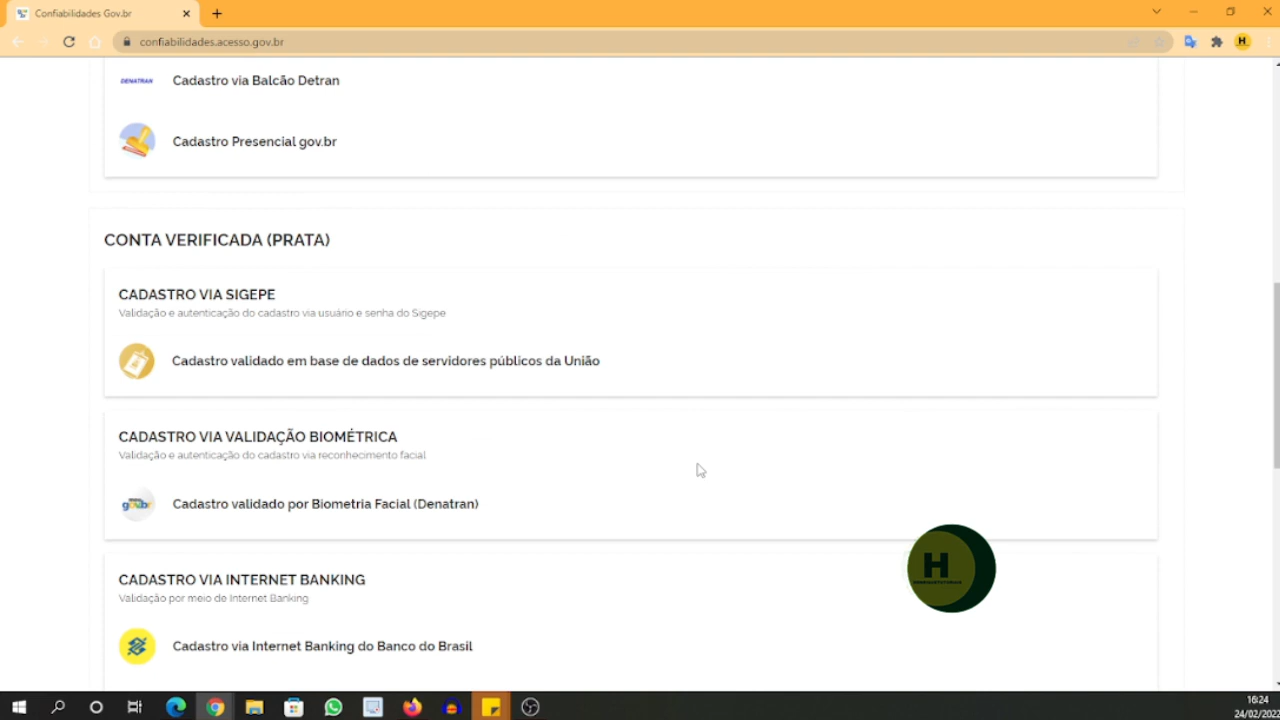 Confiabilidades Gov.br
confiabilidades.acesso.gov.br
H
DENATRAN
Cadastro via Balcão Detran
Cadastro Presencial gov.br
CONTA VERIFICADA (PRATA)
CADASTRO VIA SIGEPE
Validação e autenticação do cadastro via usuário e senha do Sigepe
Cadastro validado em base de dados de servidores públicos da União
CADASTRO VIA VALIDAÇÃO BIOMÉTRICA
Validação e autenticação do cadastro via reconhecimento facial
gov.br
Cadastro validado por Biometria Facial (Denatran)
H
CADASTRO VIA INTERNET BANKING
Validação por meio de Internet Banking
Cadastro via Internet Banking do Banco do Brasil
16:24
24/02/2022